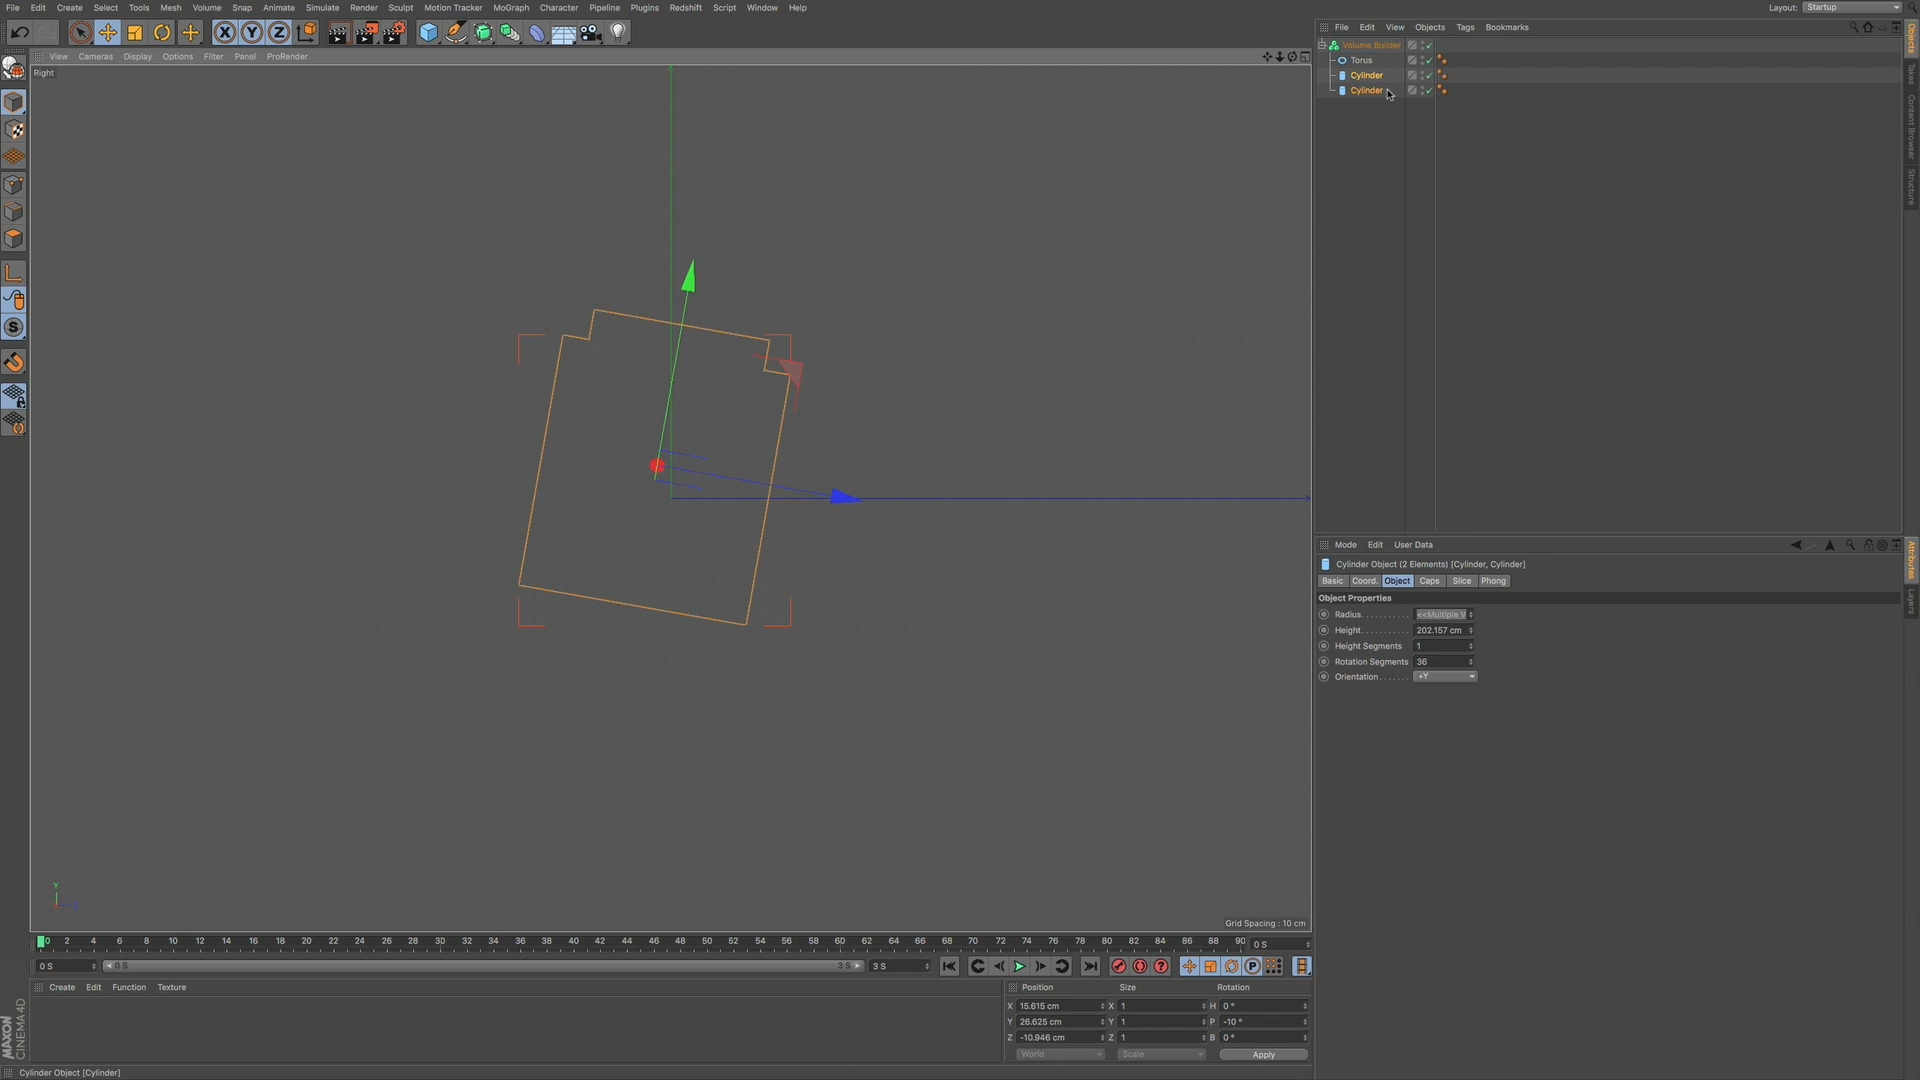 File Edit Create Select Tools Mesh Volume Snap Animate Simulate Render Sculpt Motion Tracker MoGraph Character Pipeline Plugins Redshift Script Window Help Layout: Startup
File Edit View Objects Tags Bookmarks
View Cameras Display Options Filter Panel ProRender
Right
Volume Builder
Torus
Cylinder
Cylinder
Objects
Takes
Content Browser
Structure
Mode Edit User Data
Cylinder Object (2 Elements) [Cylinder, Cylinder]
Basic Coord. Object Caps Slice Phong
Object Properties
Radius <<Multiple V
Height 202.157 cm
Height Segments 1
Rotation Segments 36
Orientation +Y
Attributes
Layers
Y
Z
Grid Spacing : 10 cm
0 2 4 6 8 10 12 14 16 18 20 22 24 26 28 30 32 34 36 38 40 42 44 46 48 50 52 54 56 58 60 62 64 66 68 70 72 74 76 78 80 82 84 86 88 90 0 S
0 S 0 S 3 S 3 S
Create Edit Function Texture
Position Size Rotation
X 15.615 cm X 1 H 0 °
Y 26.625 cm Y 1 P -10 °
Z -10.946 cm Z 1 B 0 °
World Scale Apply
MAXON
CINEMA 4D
Cylinder Object [Cylinder]